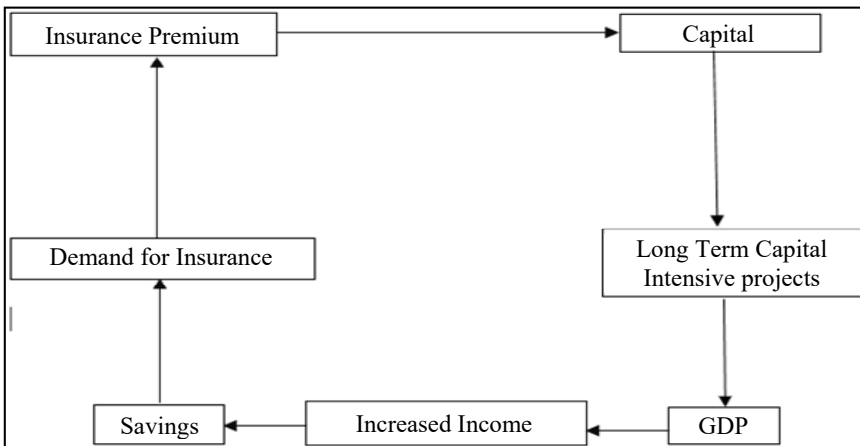 Insurance Premium
Capital
Demand for Insurance
Long Term Capital
Intensive projects
Savings
Increased Income
GDP